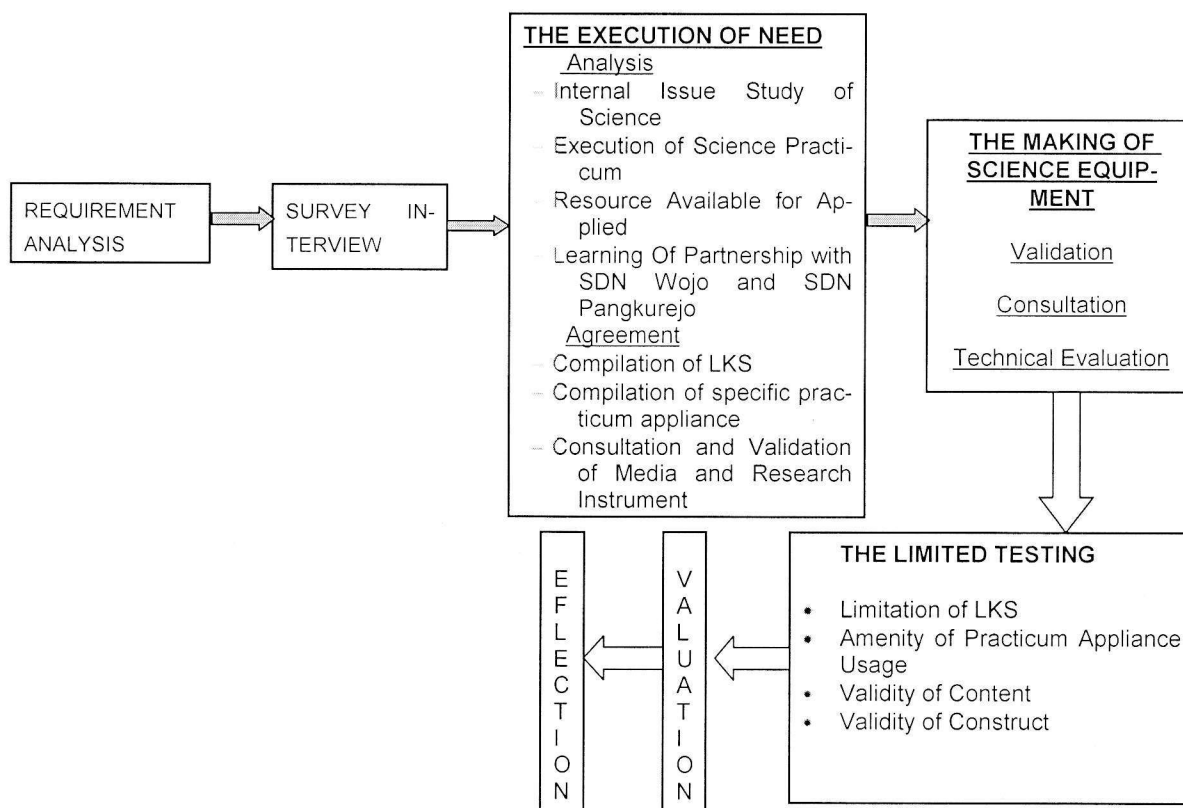 REQUIREMENT
ANALYSIS
SURVEY IN-
TERVIEW
THE EXECUTION OF NEED
Analysis
– Internal Issue Study of
Science
– Execution of Science Practi-
cum
– Resource Available for Ap-
plied
– Learning Of Partnership with
SDN Wojo and SDN
Pangkurejo
Agreement
– Compilation of LKS
– Compilation of specific prac-
ticum appliance
– Consultation and Validation
of Media and Research
Instrument
THE MAKING OF
SCIENCE EQUIP-
MENT
Validation
Consultation
Technical Evaluation
THE LIMITED TESTING
• Limitation of LKS
• Amenity of Practicum Appliance
Usage
• Validity of Content
• Validity of Construct
VALUATION
EFLECTION